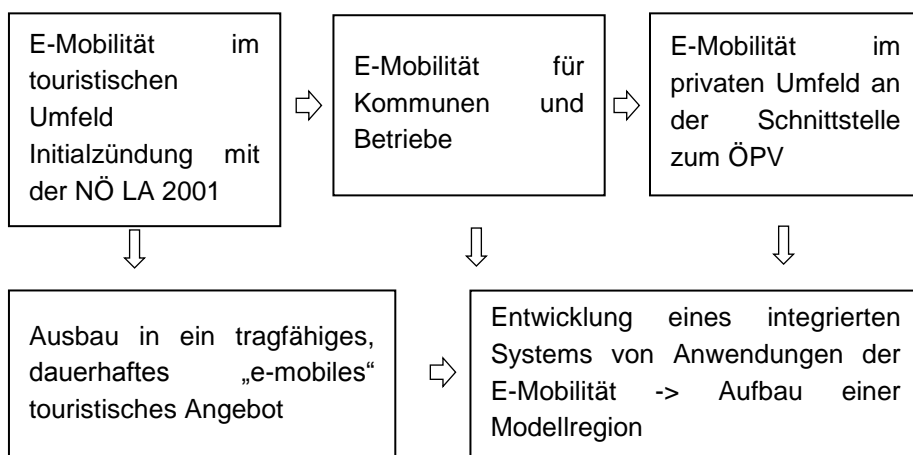 E-Mobilität im
touristischen
Umfeld
Initialzündung mit
der NÖ LA 2001
E-Mobilität für
Kommunen und
Betriebe
E-Mobilität im
privaten Umfeld an
der Schnittstelle
zum ÖPV
Ausbau in ein tragfähiges,
dauerhaftes „e-mobiles“
touristisches Angebot
Entwicklung eines integrierten
Systems von Anwendungen der
E-Mobilität -> Aufbau einer
Modellregion